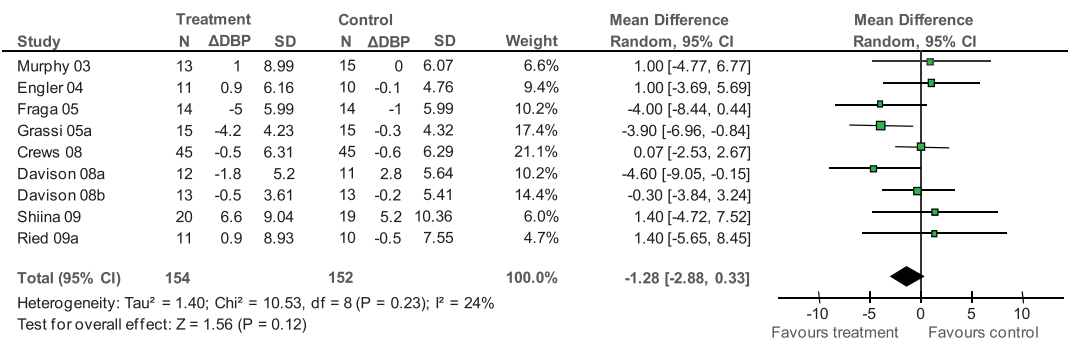 Treatment Control Mean Difference Mean Difference
Study N ΔDBP SD N ΔDBP SD Weight Random, 95% CI Random, 95% CI
Murphy 03 13 1 8.99 15 0 6.07 6.6% 1.00 [-4.77, 6.77]
Engler 04 11 0.9 6.16 10 -0.1 4.76 9.4% 1.00 [-3.69, 5.69]
Fraga 05 14 -5 5.99 14 -1 5.99 10.2% -4.00 [-8.44, 0.44]
Grassi 05a 15 -4.2 4.23 15 -0.3 4.32 17.4% -3.90 [-6.96, -0.84]
Crews 08 45 -0.5 6.31 45 -0.6 6.29 21.1% 0.07 [-2.53, 2.67]
Davison 08a 12 -1.8 5.2 11 2.8 5.64 10.2% -4.60 [-9.05, -0.15]
Davison 08b 13 -0.5 3.61 13 -0.2 5.41 14.4% -0.30 [-3.84, 3.24]
Shiina 09 20 6.6 9.04 19 5.2 10.36 6.0% 1.40 [-4.72, 7.52]
Ried 09a 11 0.9 8.93 10 -0.5 7.55 4.7% 1.40 [-5.65, 8.45]
Total (95% CI) 154 152 100.0% -1.28 [-2.88, 0.33]
Heterogeneity: Tau² = 1.40; Chi² = 10.53, df = 8 (P = 0.23); I² = 24%
Test for overall effect: Z = 1.56 (P = 0.12)
-10 -5 0 5 10
Favours treatment Favours control